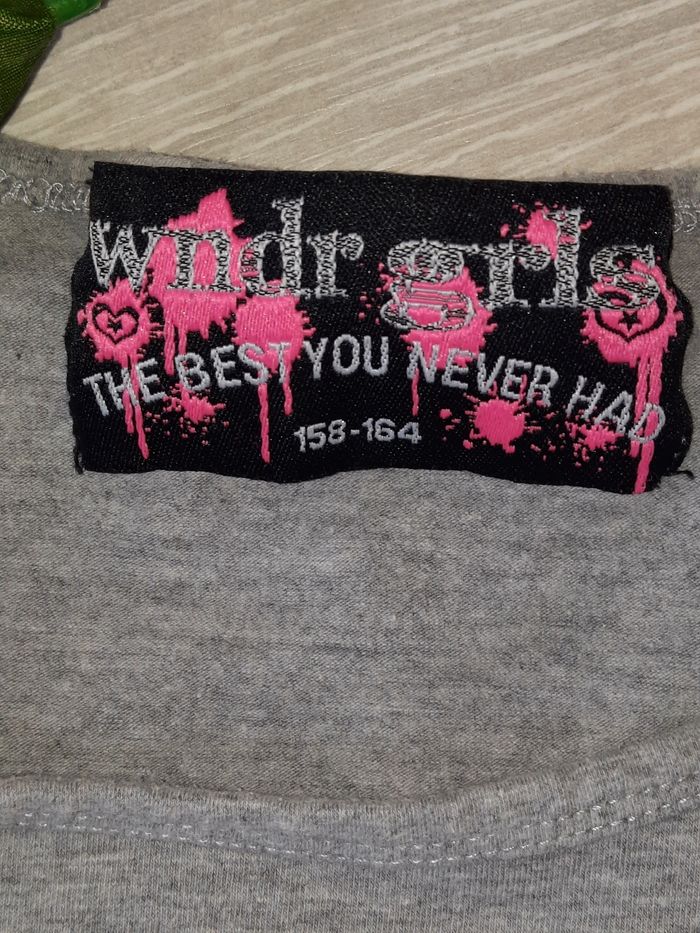 wndr grls
THE BEST YOU NEVER HAD
158-164